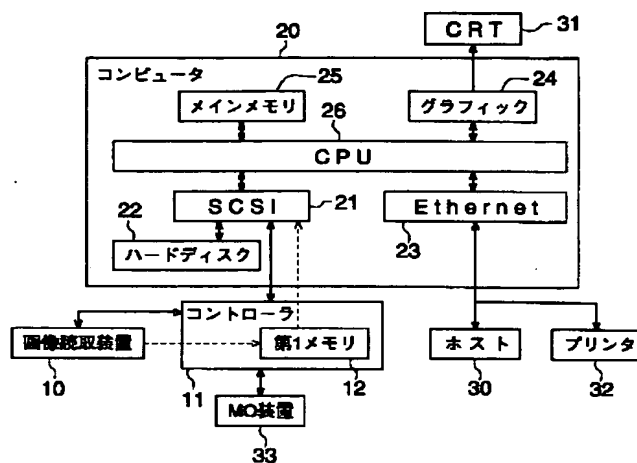 CRT
31
20
コンピュータ
25
24
メインメモリ
グラフィック
26
CPU
SCSI
21
Ethernet
22
23
ハードディスク
コントローラ
画像読取装置
第1メモリ
ホスト
プリンタ
10
11
12
30
32
MO装置
33